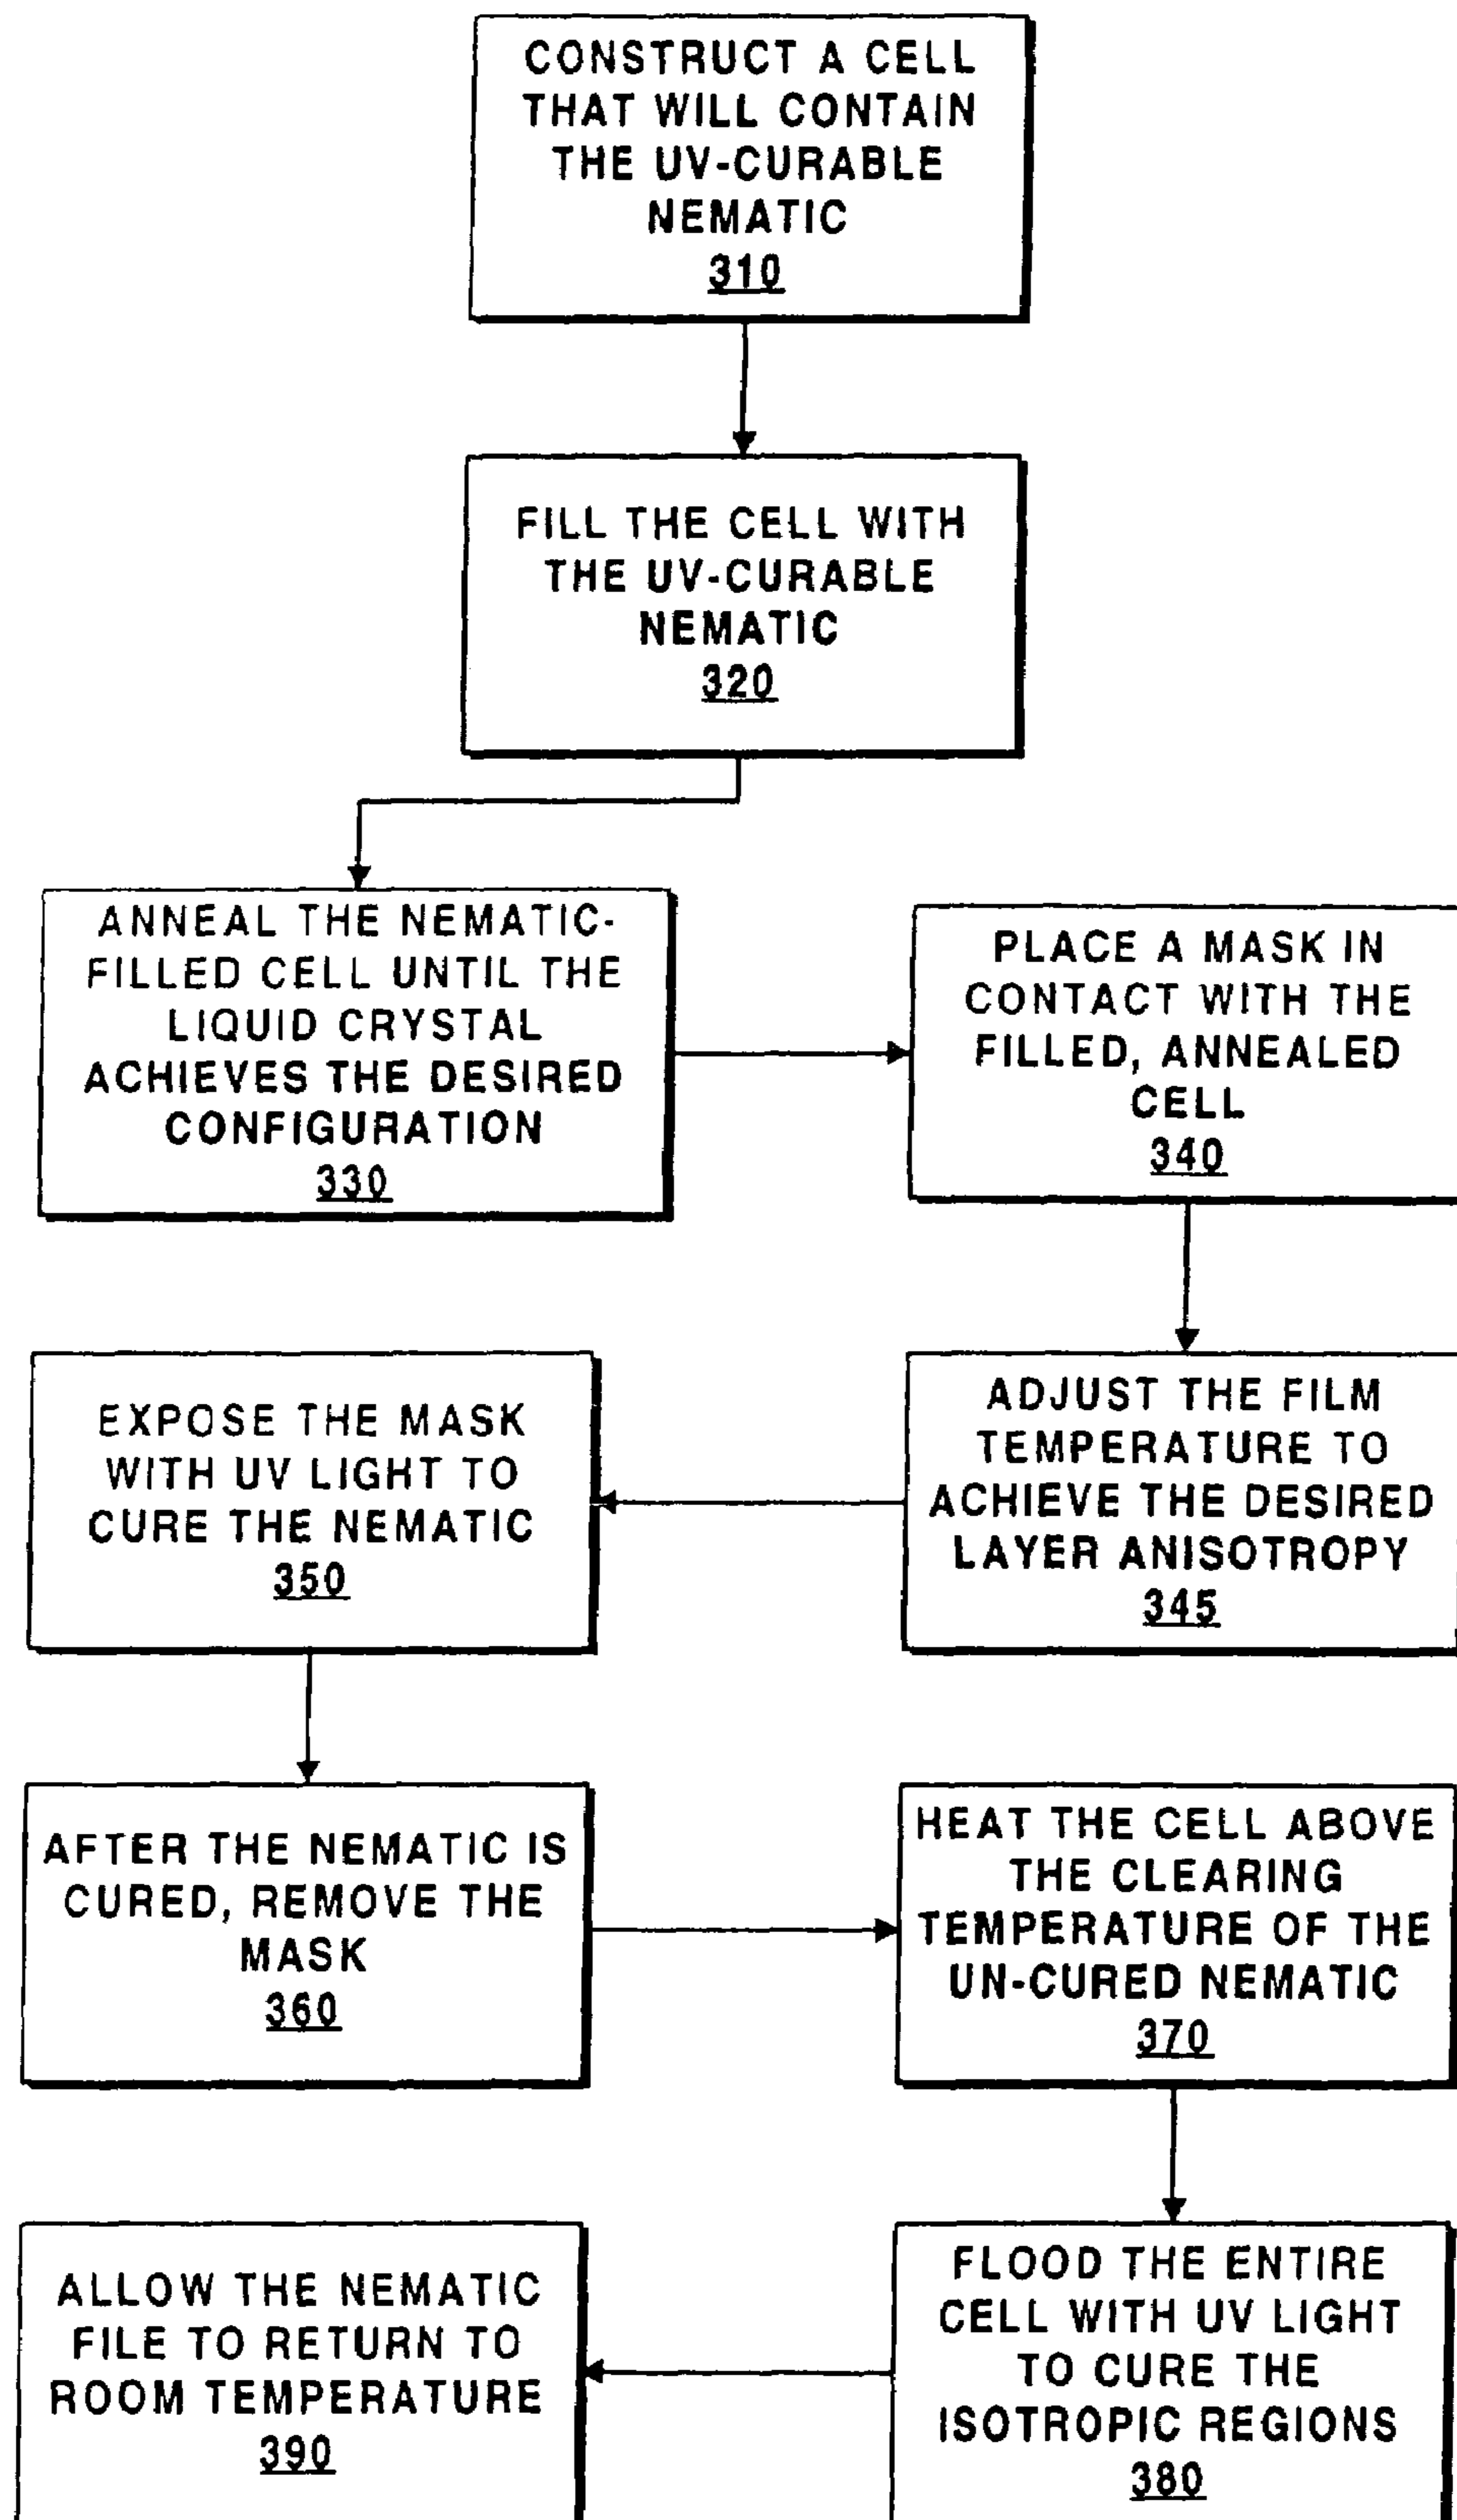 CONSTRUCT A CELL
THAT WILL CONTAIN
THE UV-CURABLE
NEMATIC
310
FILL THE CELL WITH
THE UV-CURABLE
NEMATIC
320
ANNEAL THE NEMATIC-
FILLED CELL UNTIL THE
LIQUID CRYSTAL
ACHIEVES THE DESIRED
CONFIGURATION
330
PLACE A MASK IN
CONTACT WITH THE
FILLED, ANNEALED
CELL
340
ADJUST THE FILM
TEMPERATURE TO
ACHIEVE THE DESIRED
LAYER ANISOTROPY
345
EXPOSE THE MASK
WITH UV LIGHT TO
CURE THE NEMATIC
350
AFTER THE NEMATIC IS
CURED, REMOVE THE
MASK
360
HEAT THE CELL ABOVE
THE CLEARING
TEMPERATURE OF THE
UN-CURED NEMATIC
370
FLOOD THE ENTIRE
CELL WITH UV LIGHT
TO CURE THE
ISOTROPIC REGIONS
380
ALLOW THE NEMATIC
FILE TO RETURN TO
ROOM TEMPERATURE
390